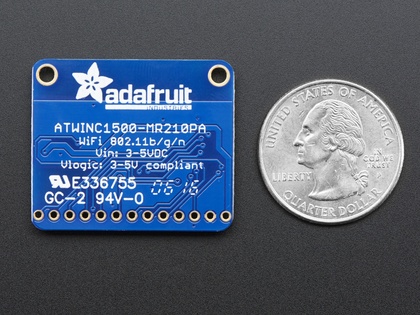 adafruit
INDUSTRIES
ATWINC1500-MR210PA
WiFi 802.11b/g/n
Vin: 3-5VDC
Vlogic: 3-5V compliant
E336755 0616
GC-2 94V-0
UNITED STATES OF AMERICA
LIBERTY
IN
GOD WE
TRUST
QUARTER DOLLAR